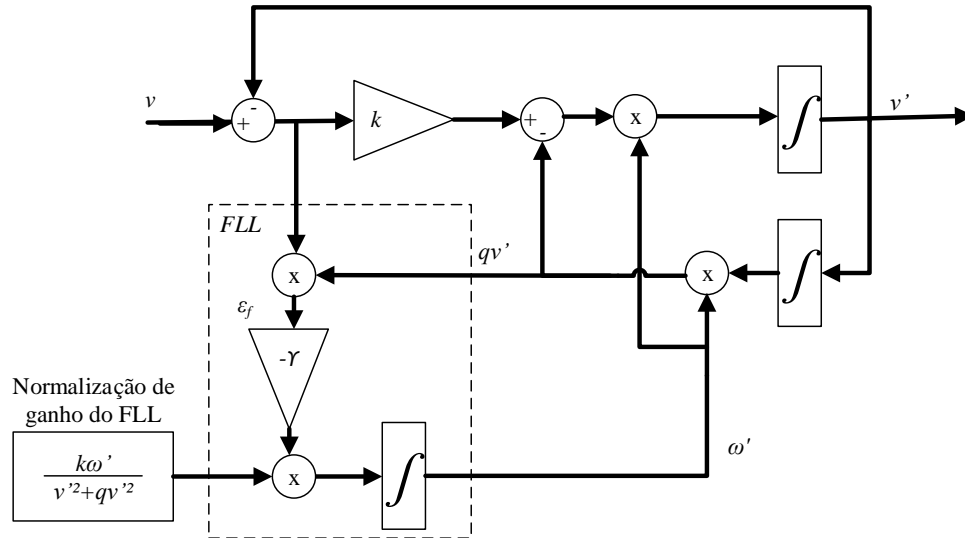 v
-
+
k
+
-
x
∫
v’
FLL
x
qv’
x
∫
εf
-ϒ
Normalização de
ganho do FLL
kω’
v’²+qv’²
x
∫
ω'